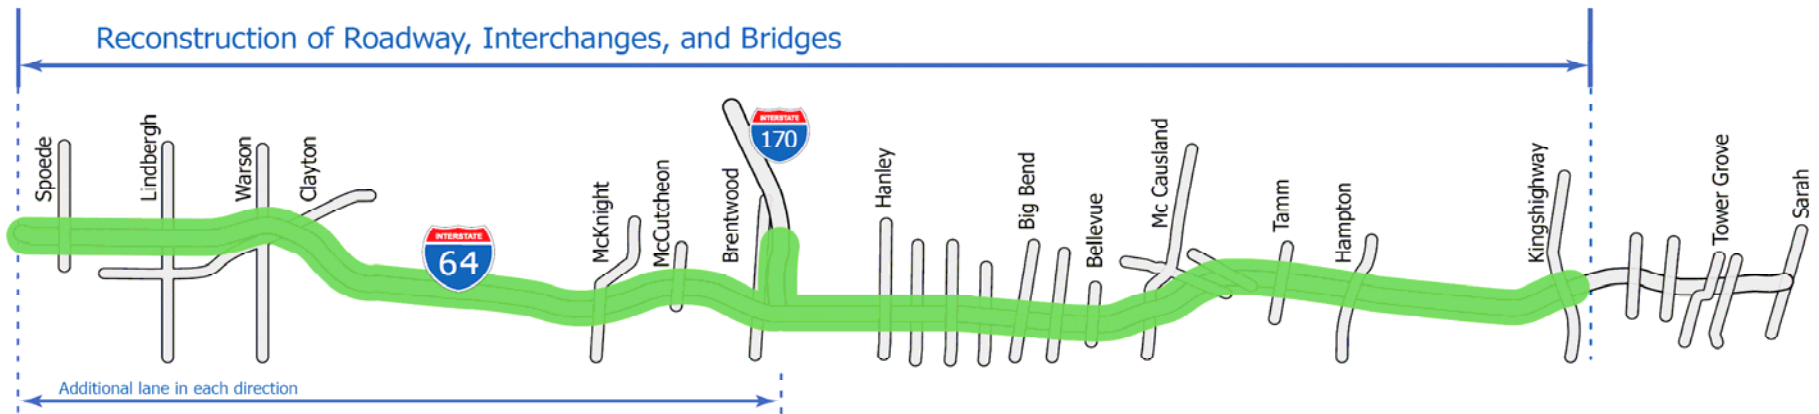 Reconstruction of Roadway, Interchanges, and Bridges
Spoede
Lindbergh
Warson
Clayton
INTERSTATE
64
McKnight
McCutcheon
Brentwood
INTERSTATE
170
Hanley
Big Bend
Bellevue
Mc Causland
Tamm
Hampton
Kingshighway
Tower Grove
Sarah
Additional lane in each direction